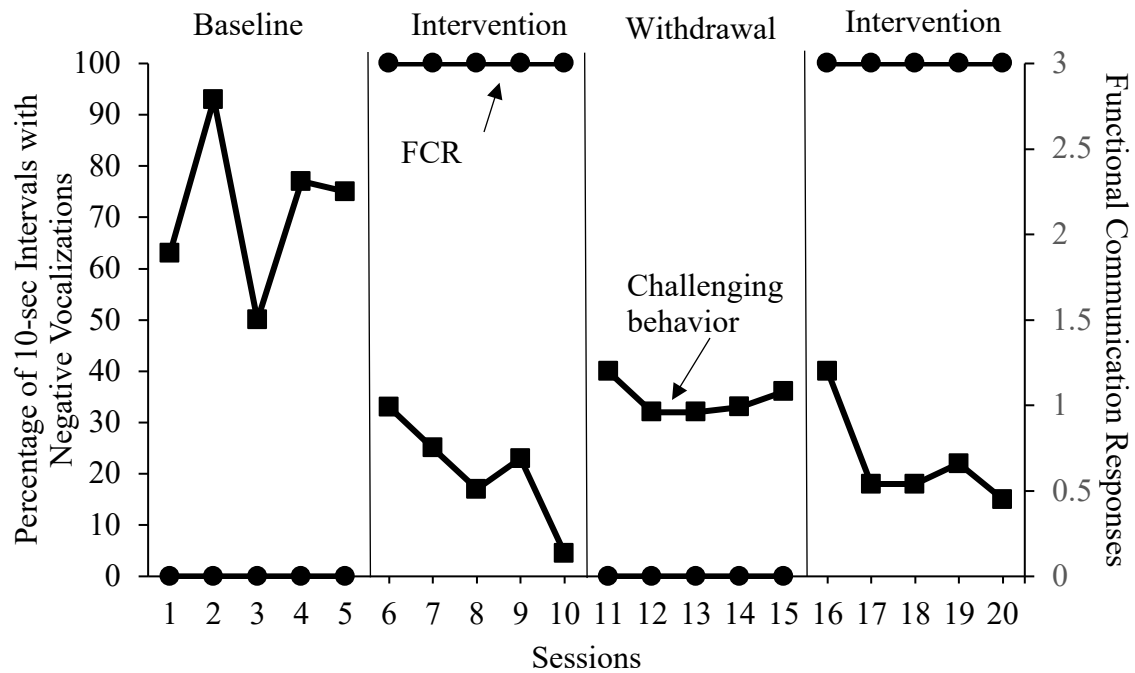 Baseline
Intervention
Withdrawal
Intervention
Percentage of 10-sec Intervals with
Negative Vocalizations
100
90
80
70
60
50
40
30
20
10
0
FCR
Challenging
behavior
3
2.5
2
1.5
1
0.5
0
Functional Communication Responses
1 2 3 4 5 6 7 8 9 10 11 12 13 14 15 16 17 18 19 20
Sessions